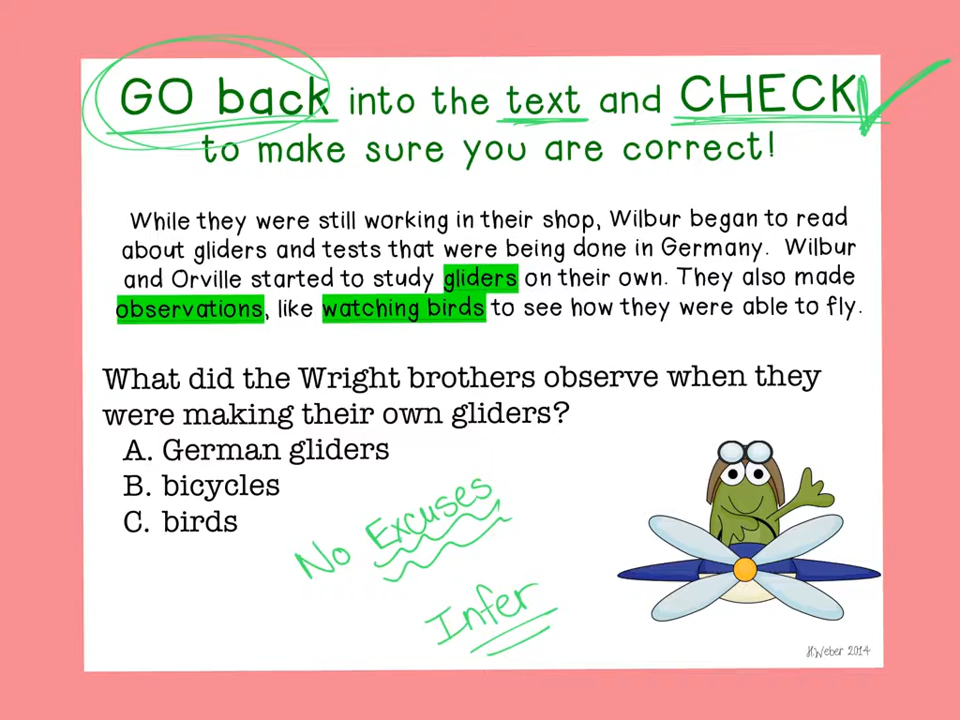 GO back into the text and CHECK
to make sure you are correct!
While they were still working in their shop, Wilbur began to read
about gliders and tests that were being done in Germany. Wilbur
and Orville started to study gliders on their own. They also made
observations, like watching birds to see how they were able to fly.
What did the Wright brothers observe when they
were making their own gliders?
A. German gliders
B. bicycles
C. birds
No Excuses
Infer
H.Weber 2014